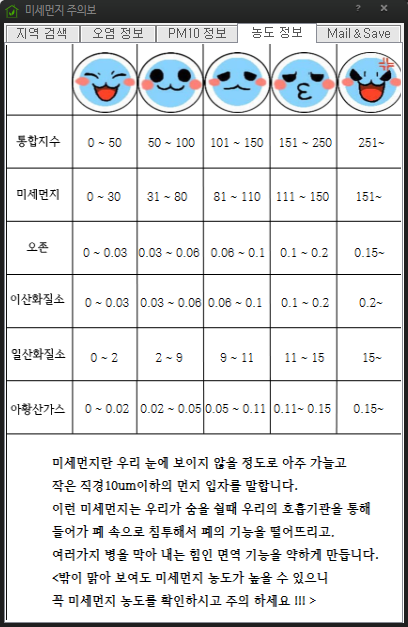 미세먼지 주의보 ? ×
지역 검색 오염 정보 PM10 정보 농도 정보 Mail&Save
통합지수 0 ~ 50 50 ~ 100 101 ~ 150 151 ~ 250 251~
미세먼지 0 ~ 30 31 ~ 80 81 ~ 110 111 ~ 150 151~
오존 0 ~ 0.03 0.03 ~ 0.06 0.06 ~ 0.1 0.1 ~ 0.2 0.15~
이산화질소 0 ~ 0.03 0.03 ~ 0.06 0.06 ~ 0.1 0.1 ~ 0.2 0.2~
일산화질소 0 ~ 2 2 ~ 9 9 ~ 11 11 ~ 15 15~
아황산가스 0 ~ 0.02 0.02 ~ 0.05 0.05 ~ 0.11 0.11~ 0.15 0.15~
미세먼지란 우리 눈에 보이지 않을 정도로 아주 가늘고
작은 직경10um이하의 먼지 입자를 말합니다.
이런 미세먼지는 우리가 숨을 쉴때 우리의 호흡기관을 통해
들어가 폐 속으로 침투해서 폐의 기능을 떨어뜨리고,
여러가지 병을 막아 내는 힘인 면역 기능을 약하게 만듭니다.
<밖이 맑아 보여도 미세먼지 농도가 높을 수 있으니
꼭 미세먼지 농도를 확인하시고 주의 하세요 !!! >